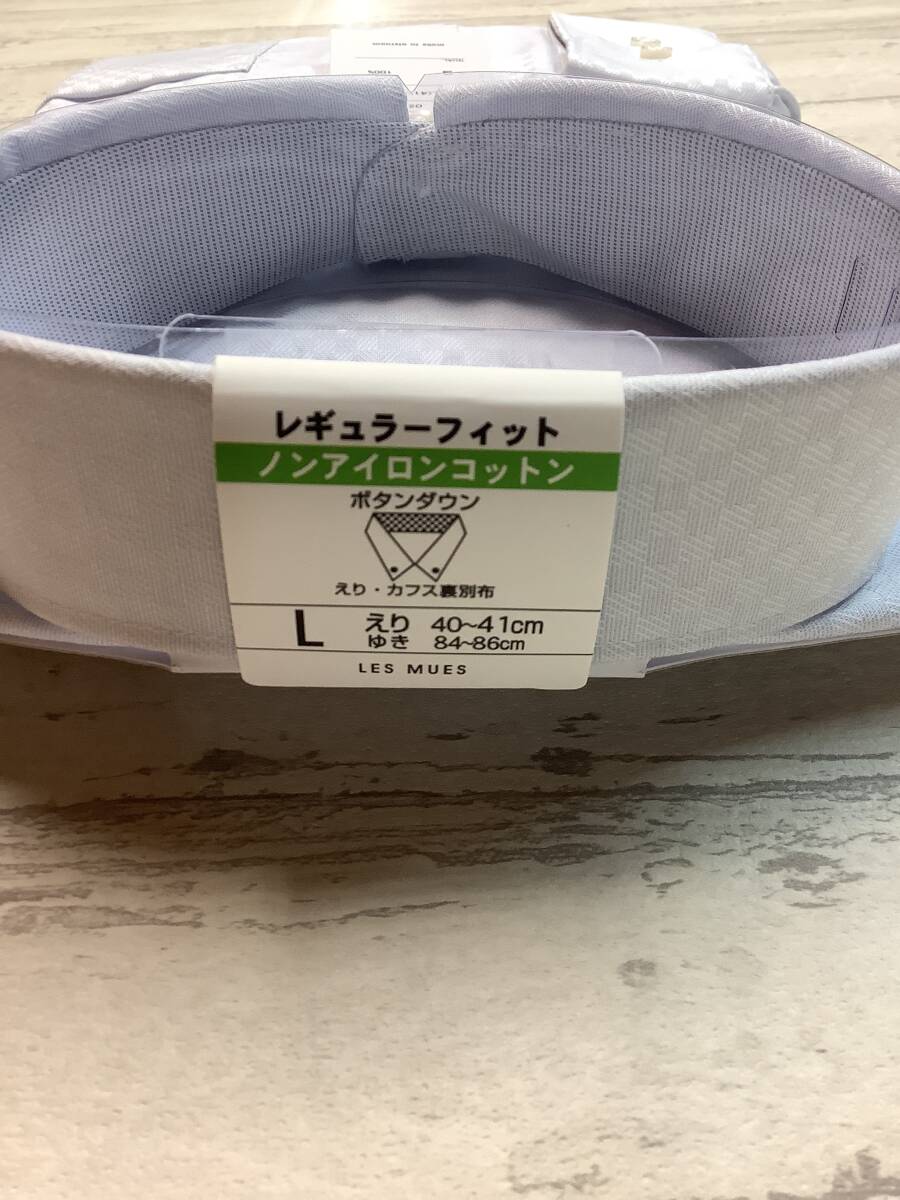 100%
レギュラーフィット
ノンアイロンコットン
ボタンダウン
えり・カフス裏別布
L えり 40~41cm
ゆき 84~86cm
LES MUES